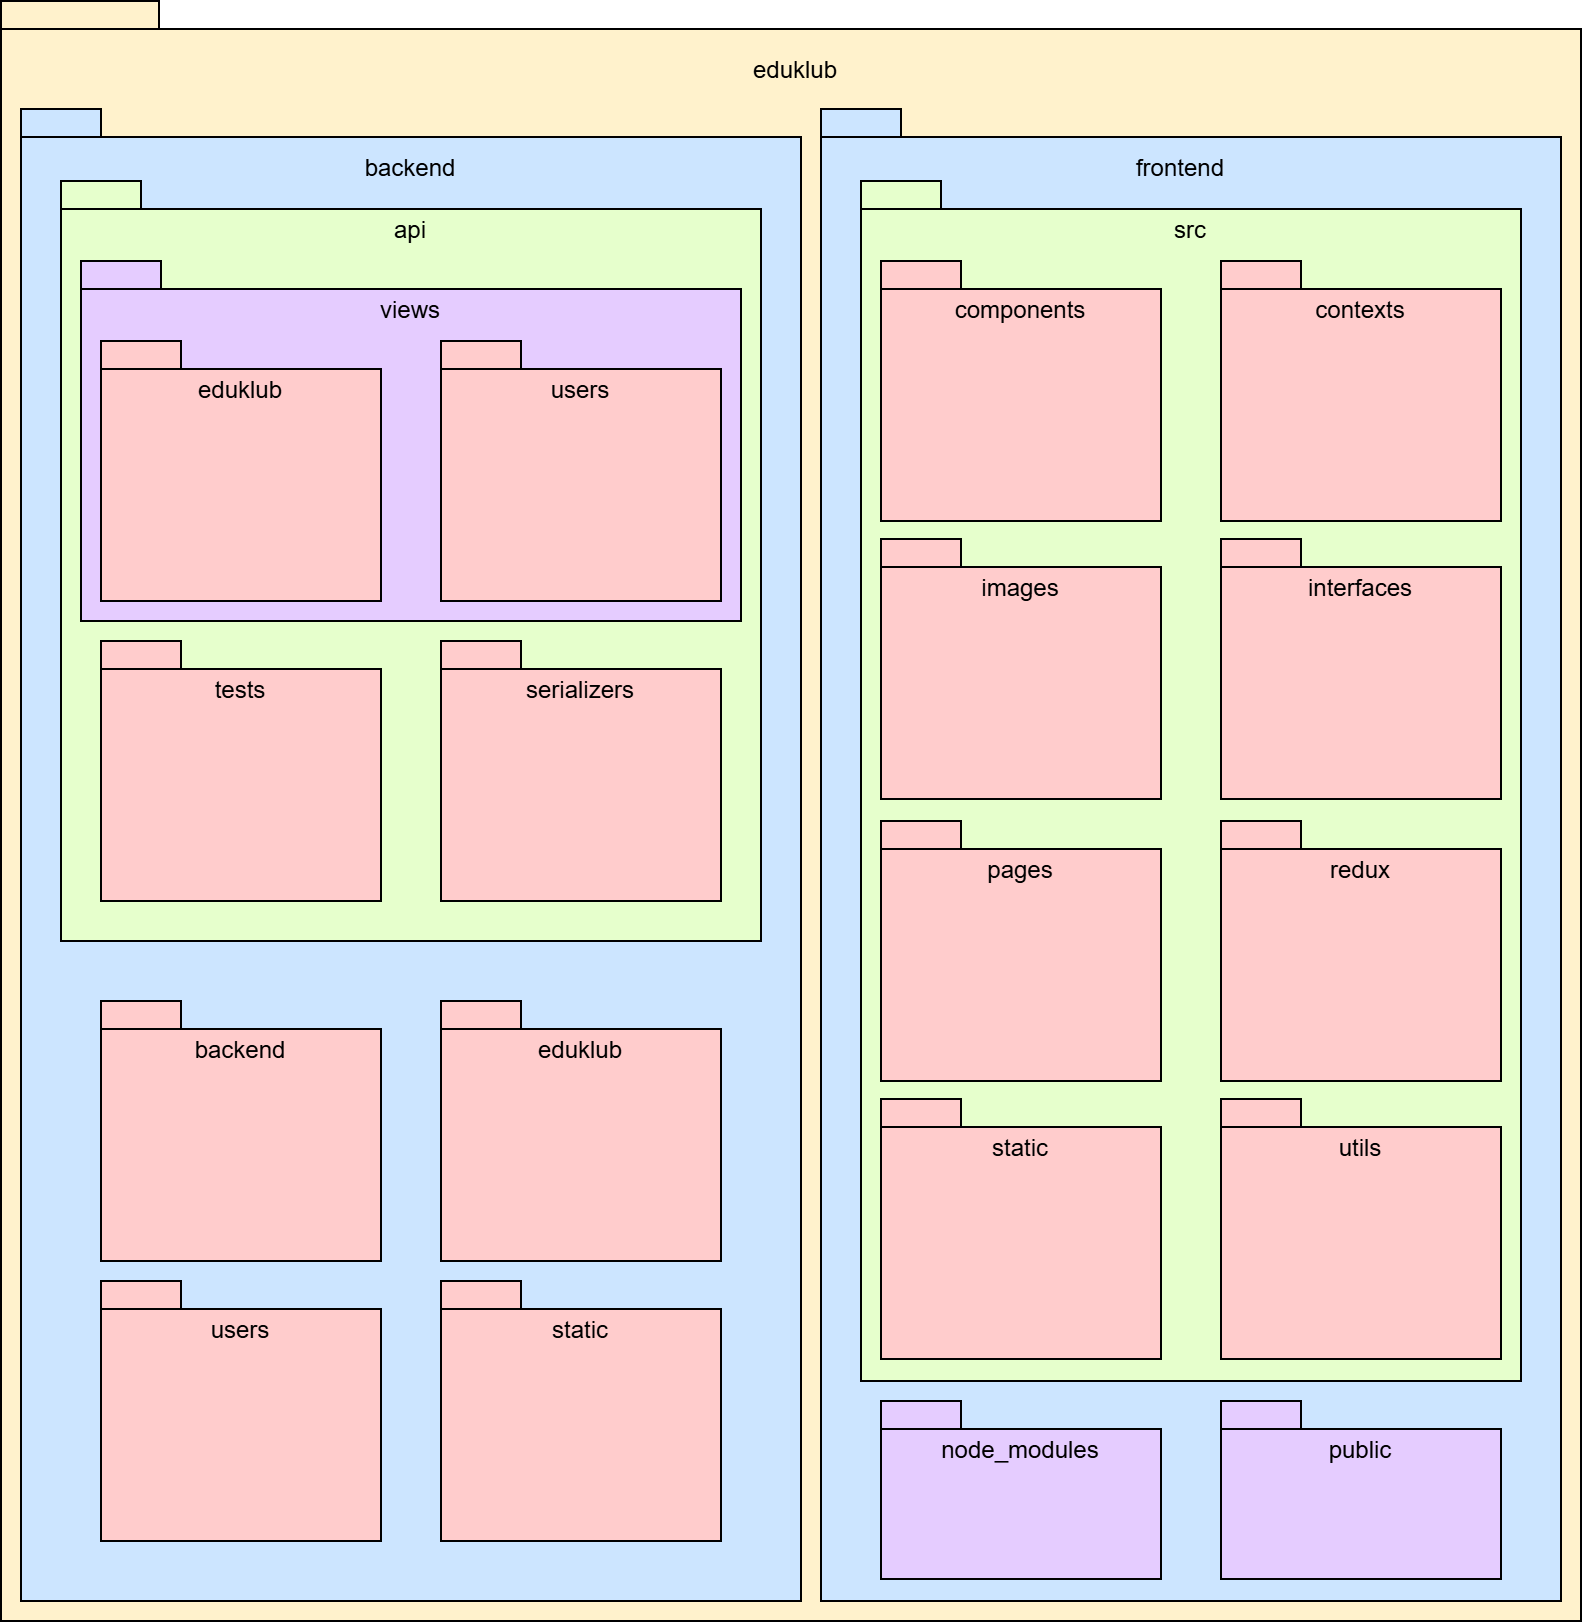 eduklub
backend
api
views
eduklub
users
tests
serializers
backend
eduklub
users
static
frontend
src
components
contexts
images
interfaces
pages
redux
static
utils
node_modules
public